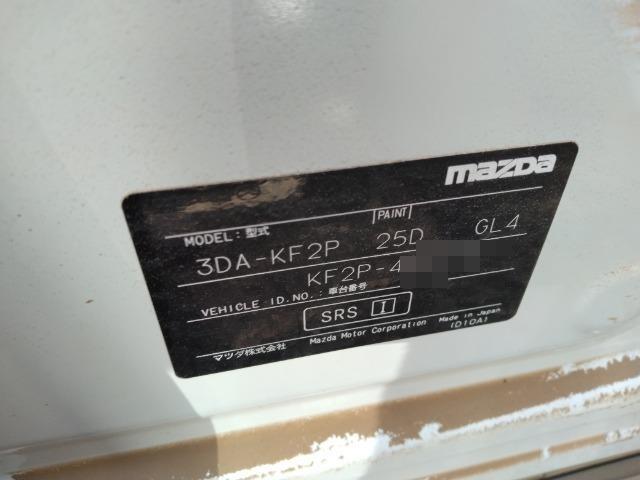 mazda
MODEL: 型式 PAINT
3DA-KF2P 25D GL4
KF2P-4
VEHICLE ID.NO.: 車台番号
SRS I
マツダ株式会社 Mazda Motor Corporation Made in Japan
(D10A)